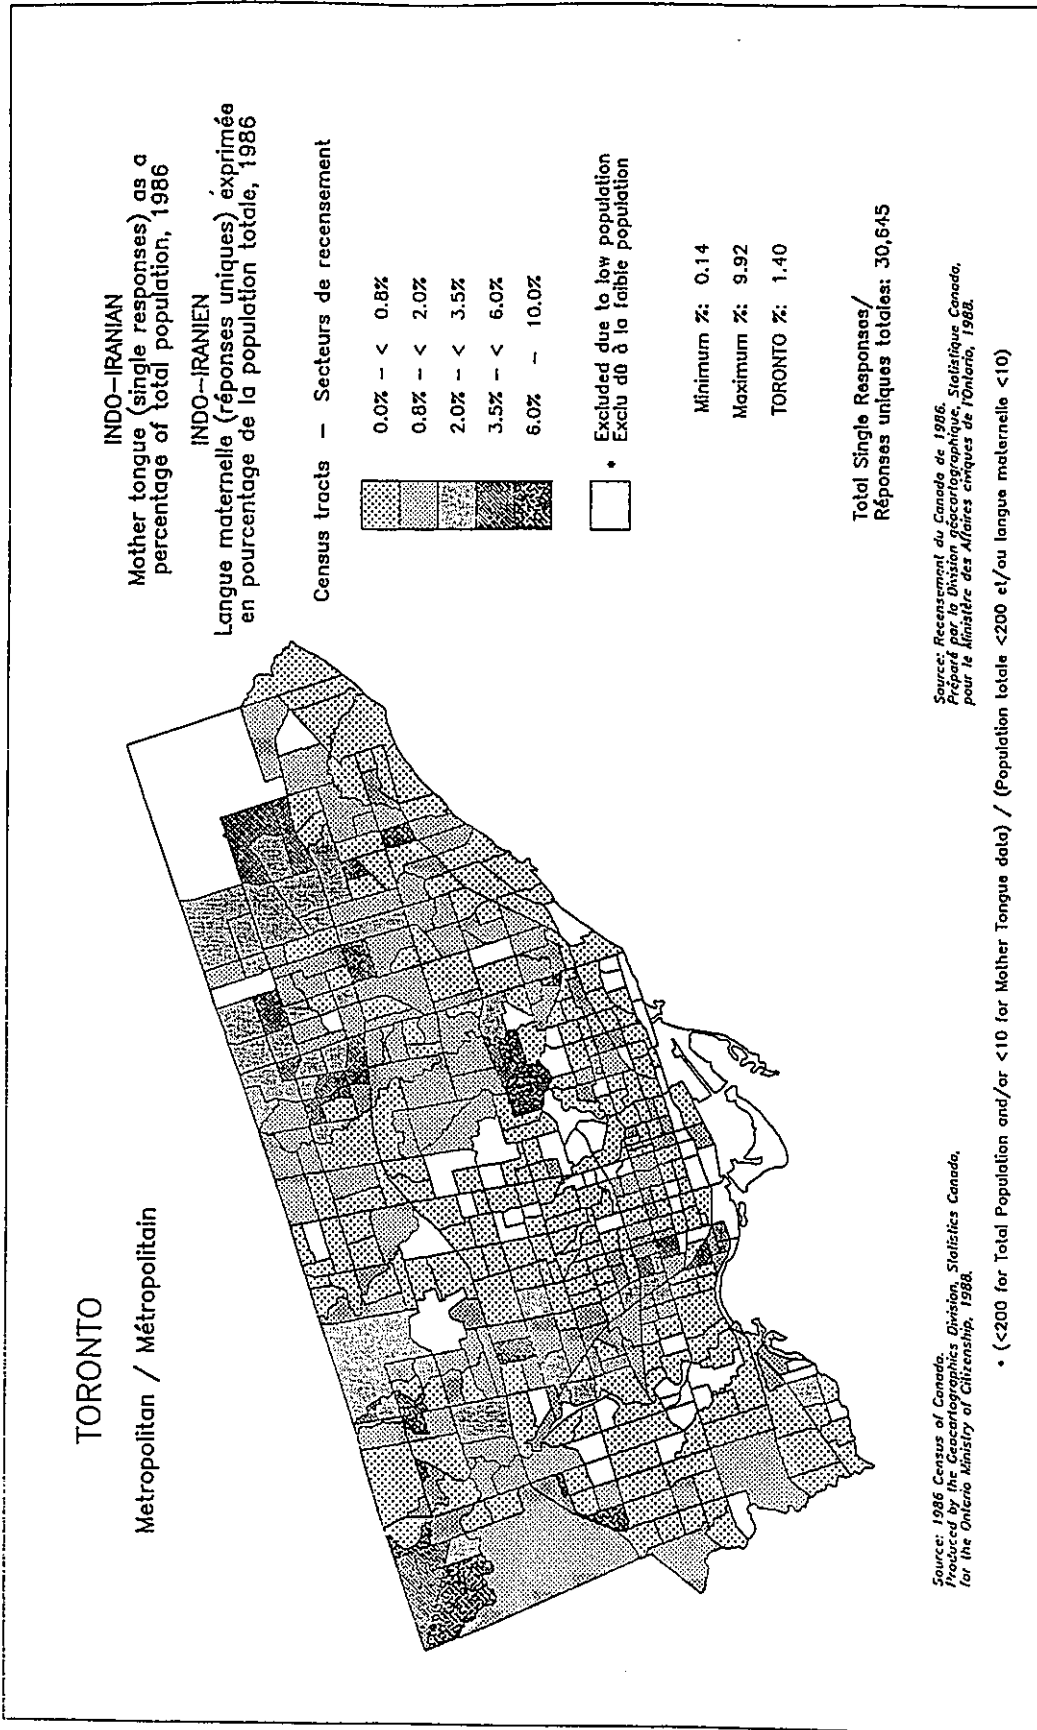 TORONTO
Metropolitan / Métropolitain
INDO-IRANIAN
Mother tongue (single responses) as a
percentage of total population, 1986
INDO-IRANIEN
Langue maternelle (réponses uniques) éxprimée
en pourcentage de la population totale, 1986
Census tracts - Secteurs de recensement
0.0% - < 0.8%
0.8% - < 2.0%
2.0% - < 3.5%
3.5% - < 6.0%
6.0% - 10.0%
* Excluded due to low population
Exclu dû à la faible population
Minimum %: 0.14
Maximum %: 9.92
TORONTO %: 1.40
Total Single Responses/
Réponses uniques totales: 30,645
Source: 1986 Census of Canada.
Produced by the Geocartographics Division, Statistics Canada,
for the Ontario Ministry of Citizenship, 1988.
Source: Recensement du Canada de 1986.
Préparé par la Division géocartographique, Statistique Canada,
pour le Ministère des Affaires civiques de l'Ontario, 1988.
* (<200 for Total Population and/or <10 for Mother Tongue data) / (Population totale <200 et/ou langue maternelle <10)